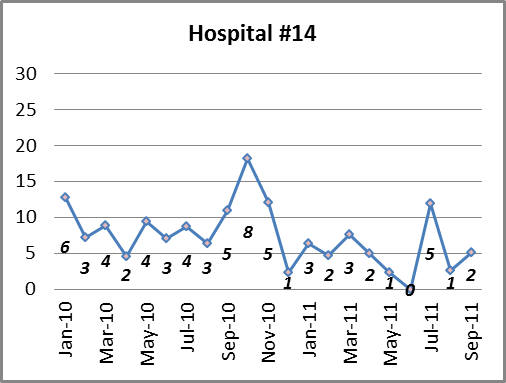 Hospital #14
30
25
20
15
10
5
0
6 3 4 2 4 3 4 3 5 8 5 1 3 2 3 2 1 0 5 1 2
Jan-10 Mar-10 May-10 Jul-10 Sep-10 Nov-10 Jan-11 Mar-11 May-11 Jul-11 Sep-11